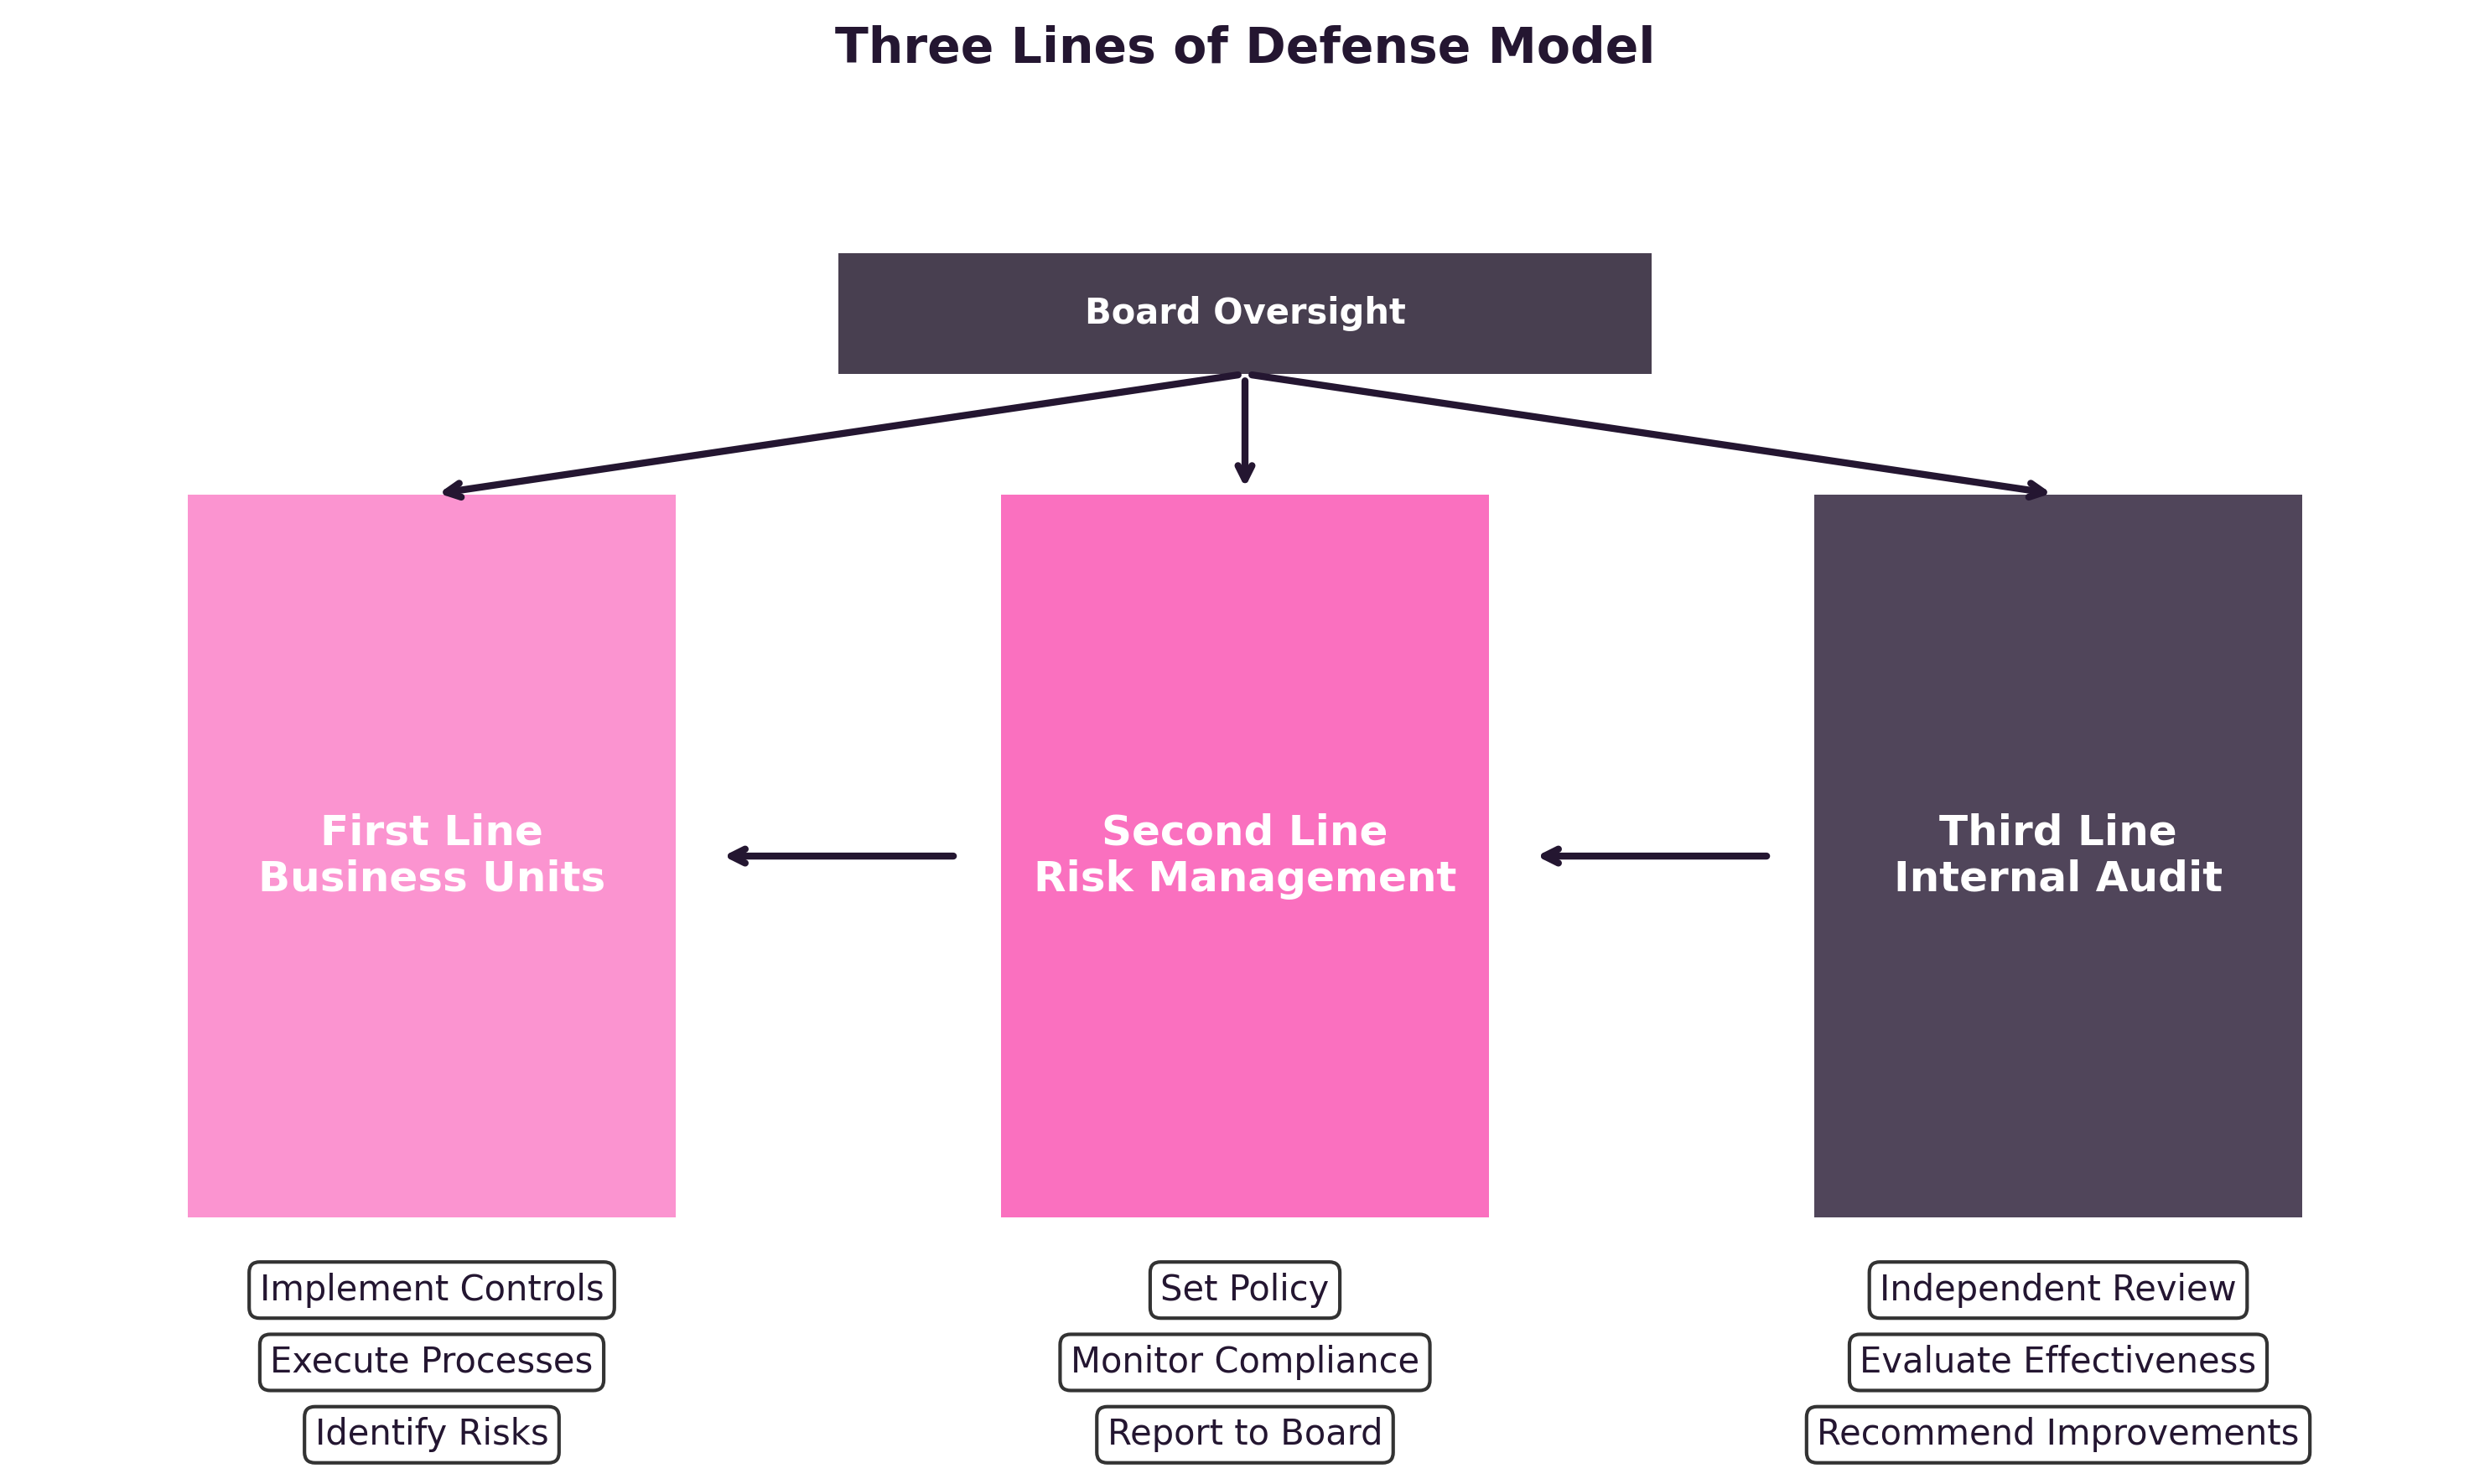 Three Lines of Defense Model
Board Oversight
First Line
Business Units
Second Line
Risk Management
Third Line
Internal Audit
Implement Controls
Execute Processes
Identify Risks
Set Policy
Monitor Compliance
Report to Board
Independent Review
Evaluate Effectiveness
Recommend Improvements